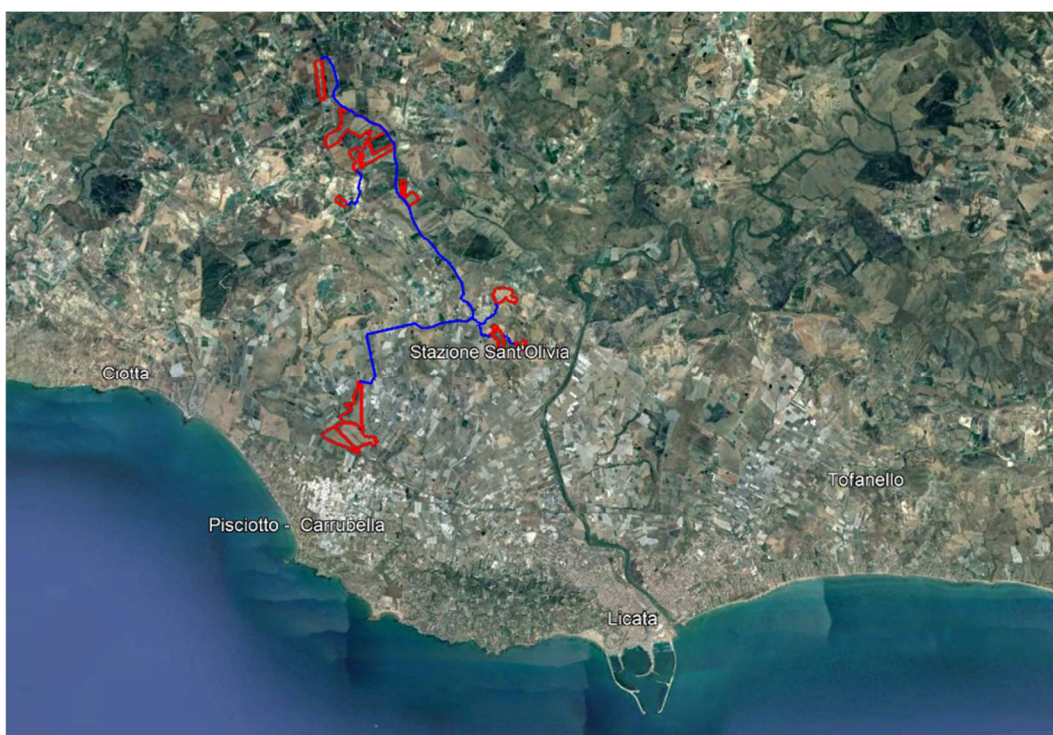 Stazione Sant'Olivia
Ciotta
Tofanello
Pisciotto - Carrubella
Licata